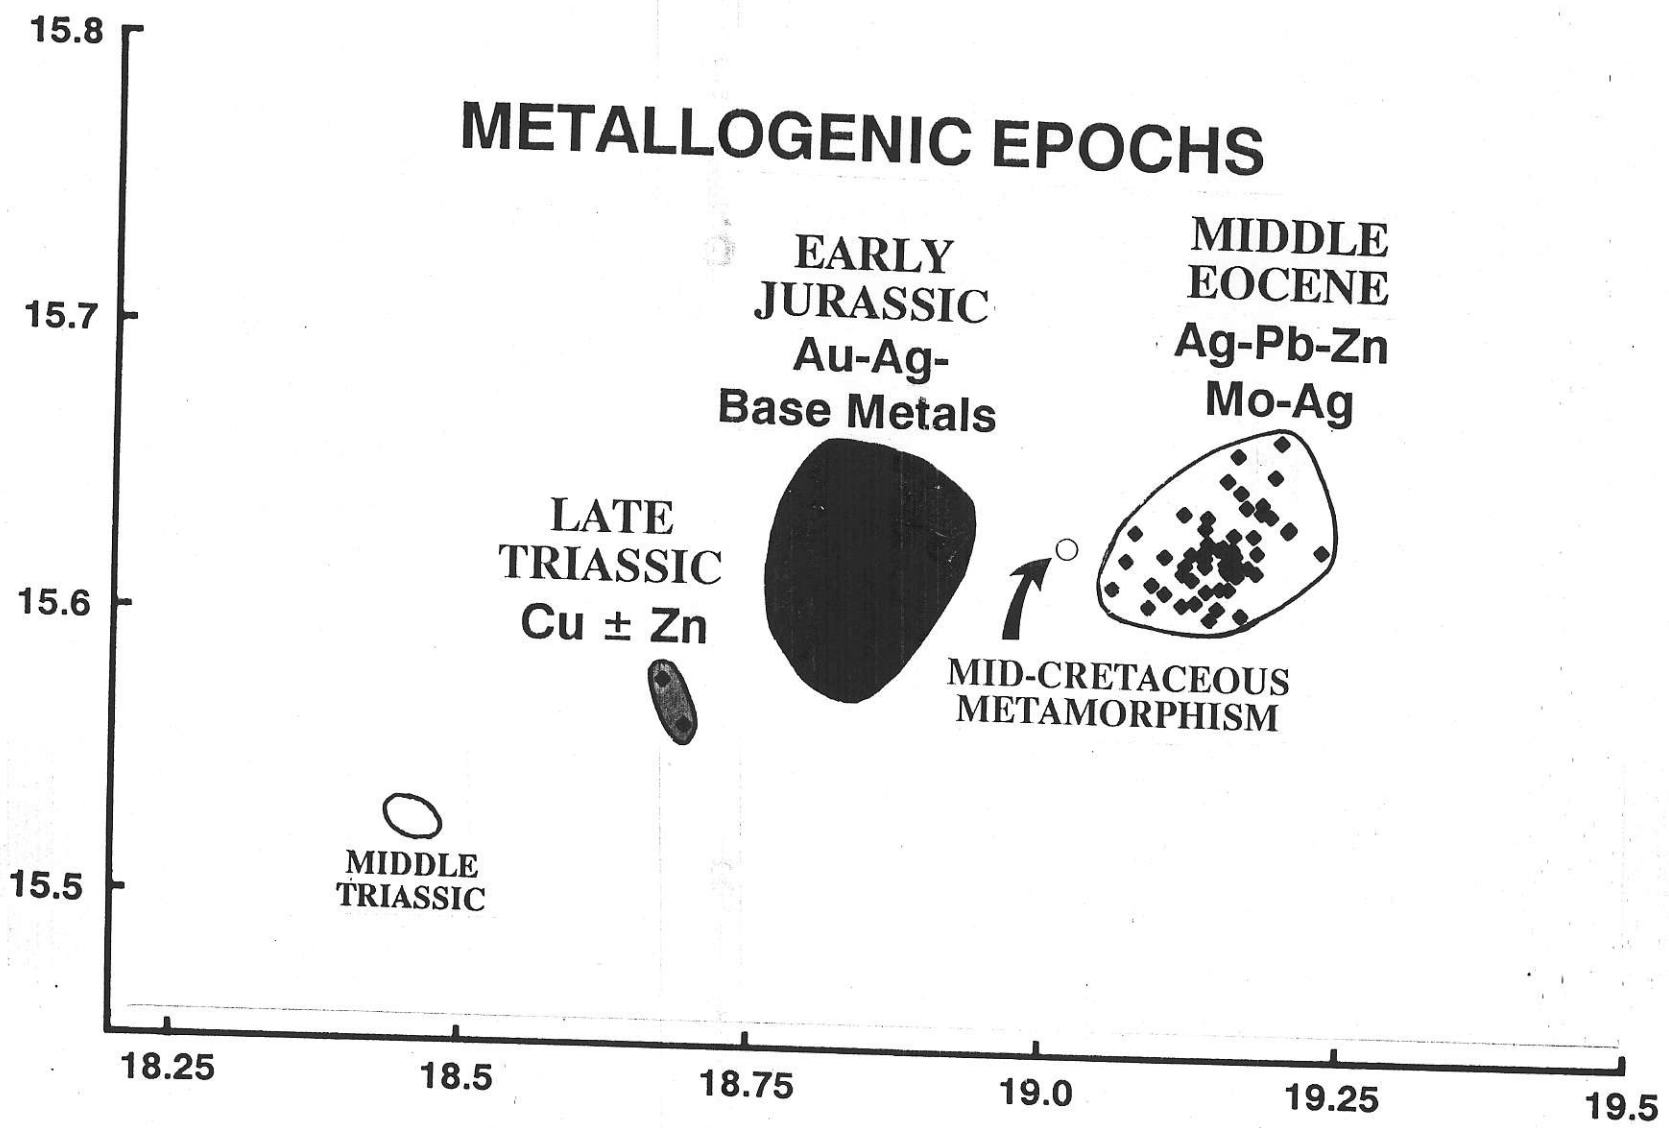 15.8
METALLOGENIC EPOCHS
MIDDLE
EOCENE
Ag-Pb-Zn
Mo-Ag
EARLY
JURASSIC
Au-Ag-
Base Metals
15.7
LATE
TRIASSIC
Cu ± Zn
15.6
MID-CRETACEOUS
METAMORPHISM
MIDDLE
TRIASSIC
15.5
18.25
18.5
18.75
19.0
19.25
19.5